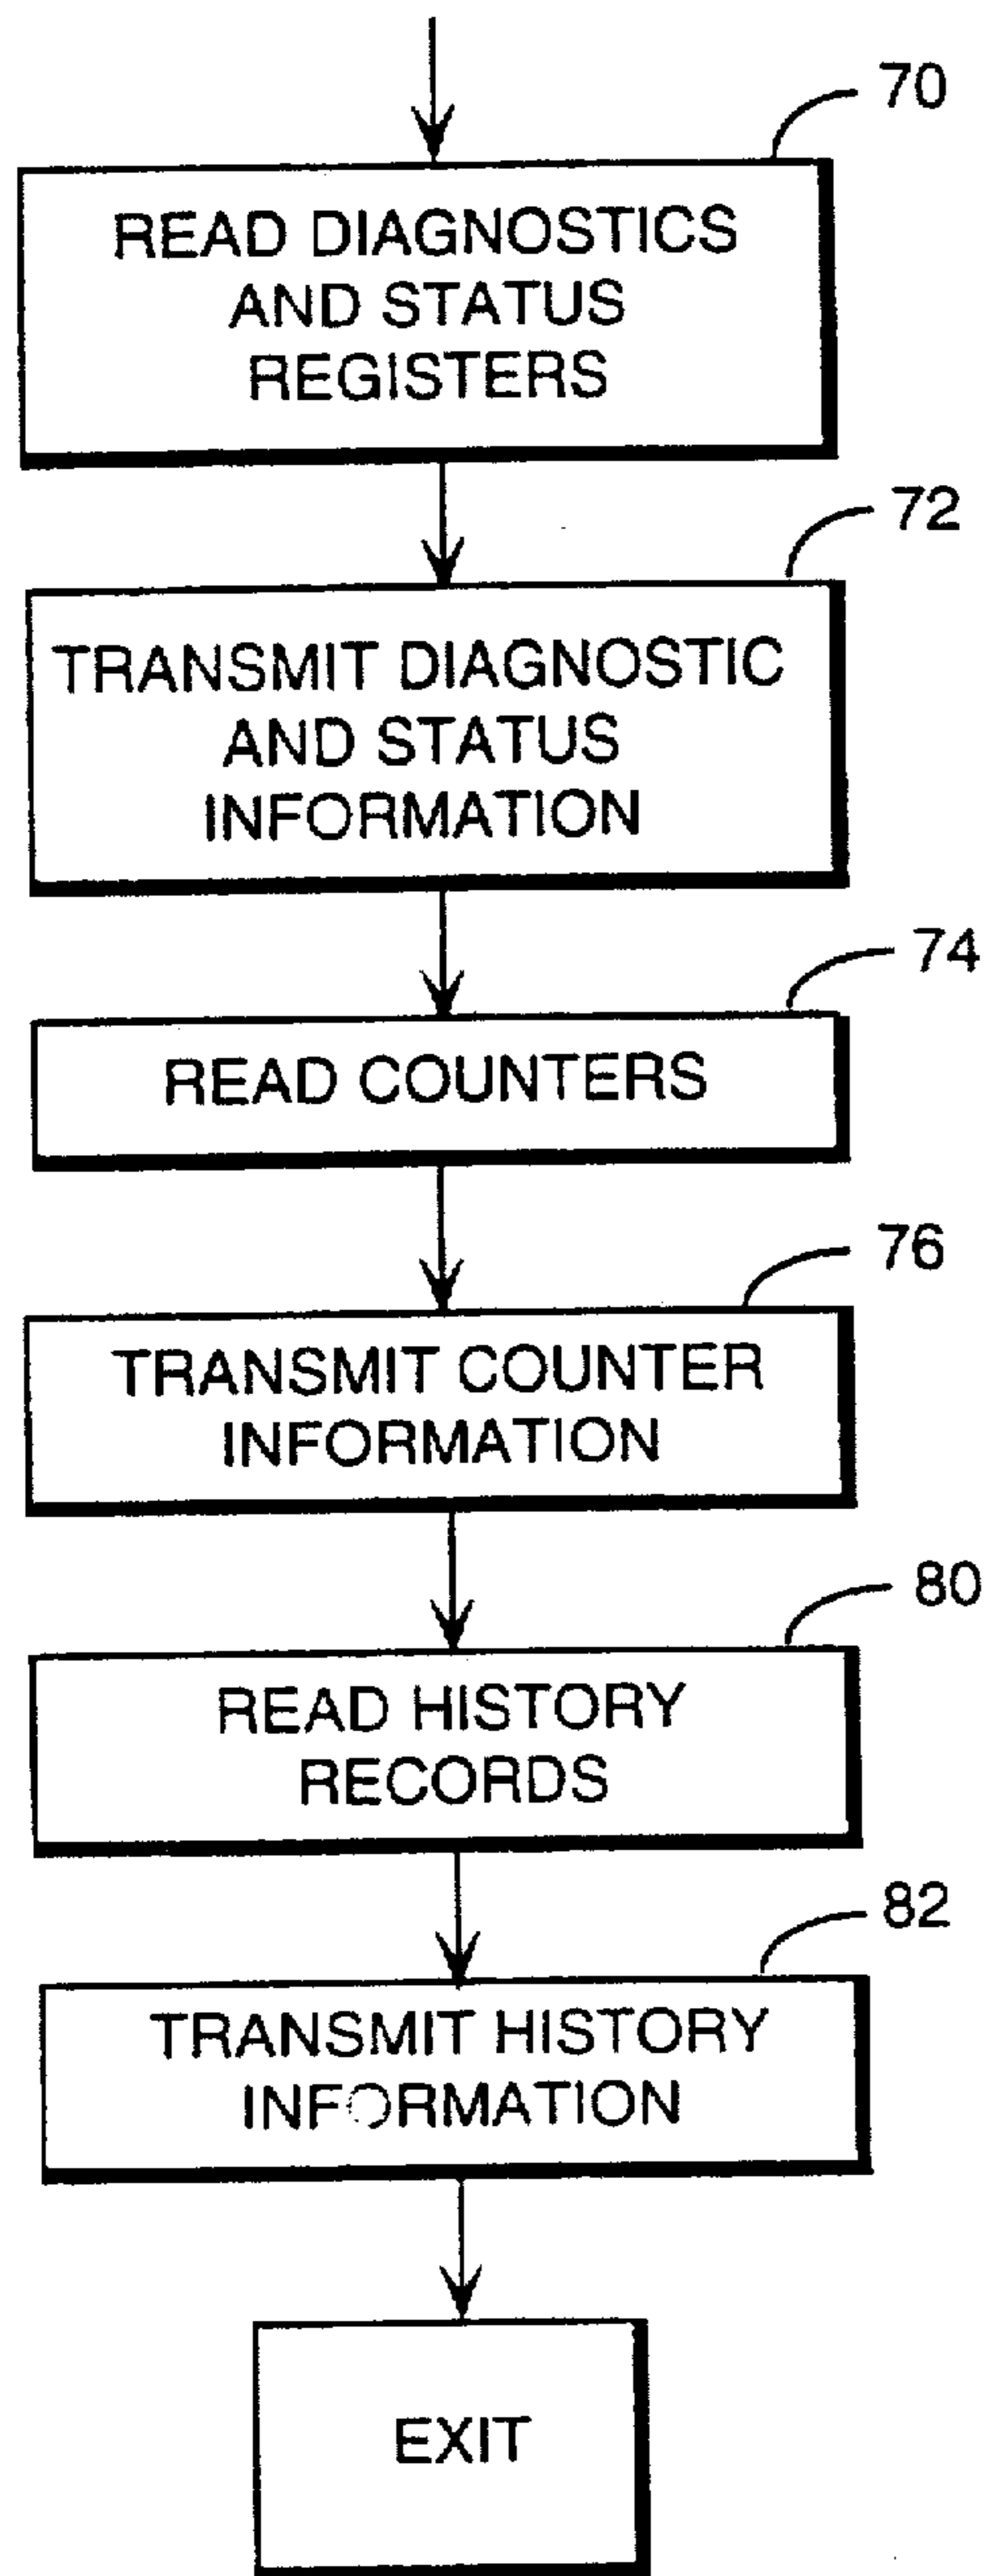 70
READ DIAGNOSTICS
AND STATUS
REGISTERS
72
TRANSMIT DIAGNOSTIC
AND STATUS
INFORMATION
74
READ COUNTERS
76
TRANSMIT COUNTER
INFORMATION
80
READ HISTORY
RECORDS
82
TRANSMIT HISTORY
INFORMATION
EXIT